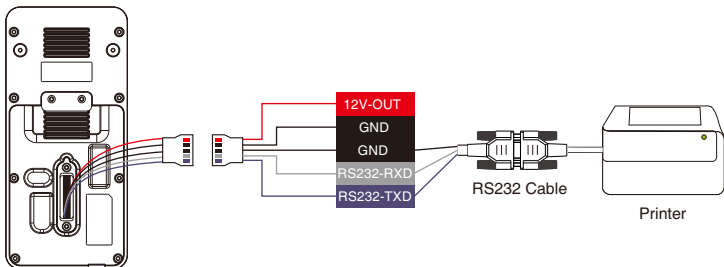 12V-OUT
GND
GND
RS232-RXD
RS232-TXD
RS232 Cable
Printer